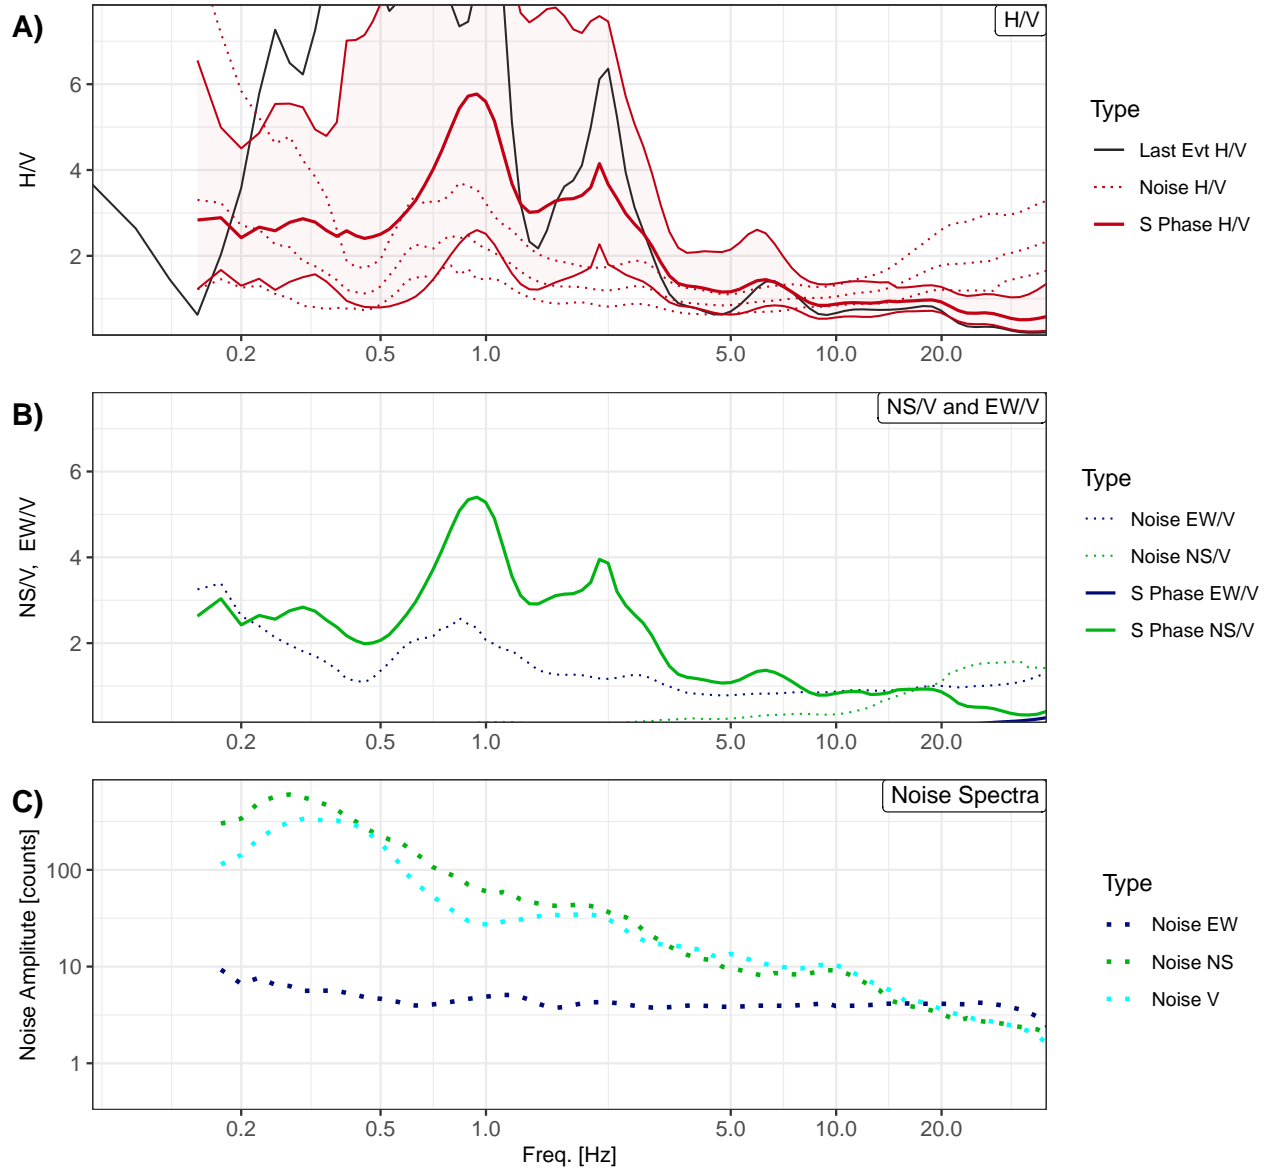 A)
H/V
6
4
2
H/V
0.2 0.5 1.0 5.0 10.0 20.0
Type
Last Evt H/V
Noise H/V
S Phase H/V
B)
NS/V and EW/V
6
4
2
NS/V, EW/V
0.2 0.5 1.0 5.0 10.0 20.0
Type
Noise EW/V
Noise NS/V
S Phase EW/V
S Phase NS/V
C)
Noise Spectra
100
10
1
Noise Amplitute [counts]
0.2 0.5 1.0 5.0 10.0 20.0
Freq. [Hz]
Type
Noise EW
Noise NS
Noise V